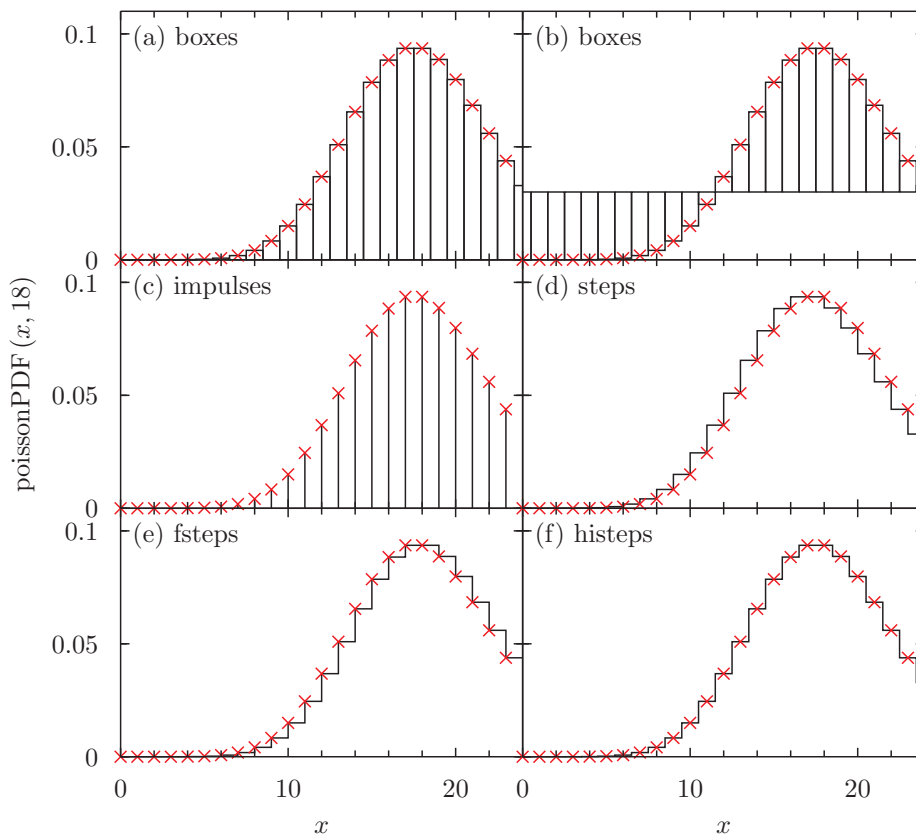 0.1
(a) boxes
(b) boxes
0.05
0
0.1
(c) impulses
(d) steps
poissonPDF(x, 18)
0.05
0
0.1
(e) fsteps
(f) histeps
0.05
0
0 10 20 0 10 20
x x